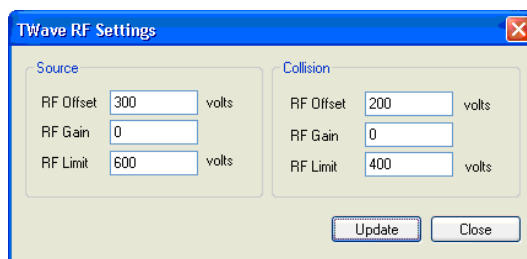 TWave RF Settings
Source
RF Offset 300 volts
RF Gain 0
RF Limit 600 volts
Collision
RF Offset 200 volts
RF Gain 0
RF Limit 400 volts
Update Close